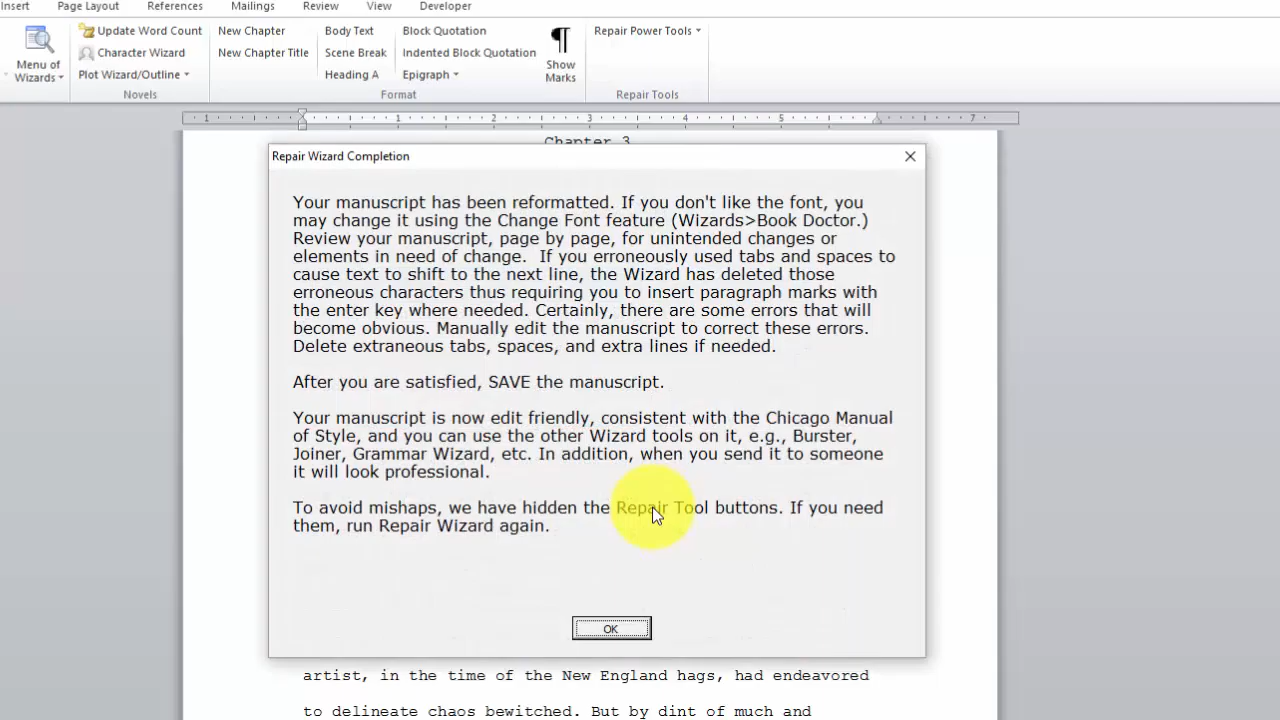 Insert Page Layout References Mailings Review View Developer
Update Word Count New Chapter Body Text Block Quotation Repair Power Tools
Menu of Wizards Character Wizard New Chapter Title Scene Break Indented Block Quotation Show Marks
Plot Wizard/Outline Heading A Epigraph
Novels Format Repair Tools
1 1 2 3 4 5 7
Chapter 3
Repair Wizard Completion
Your manuscript has been reformatted. If you don't like the font, you
may change it using the Change Font feature (Wizards>Book Doctor.)
Review your manuscript, page by page, for unintended changes or
elements in need of change.  If you erroneously used tabs and spaces to
cause text to shift to the next line, the Wizard has deleted those
erroneous characters thus requiring you to insert paragraph marks with
the enter key where needed. Certainly, there are some errors that will
become obvious. Manually edit the manuscript to correct these errors.
Delete extraneous tabs, spaces, and extra lines if needed.
After you are satisfied, SAVE the manuscript.
Your manuscript is now edit friendly, consistent with the Chicago Manual
of Style, and you can use the other Wizard tools on it, e.g., Burster,
Joiner, Grammar Wizard, etc. In addition, when you send it to someone
it will look professional.
To avoid mishaps, we have hidden the Repair Tool buttons. If you need
them, run Repair Wizard again.
OK
artist, in the time of the New England hags, had endeavored
to delineate chaos bewitched. But by dint of much and